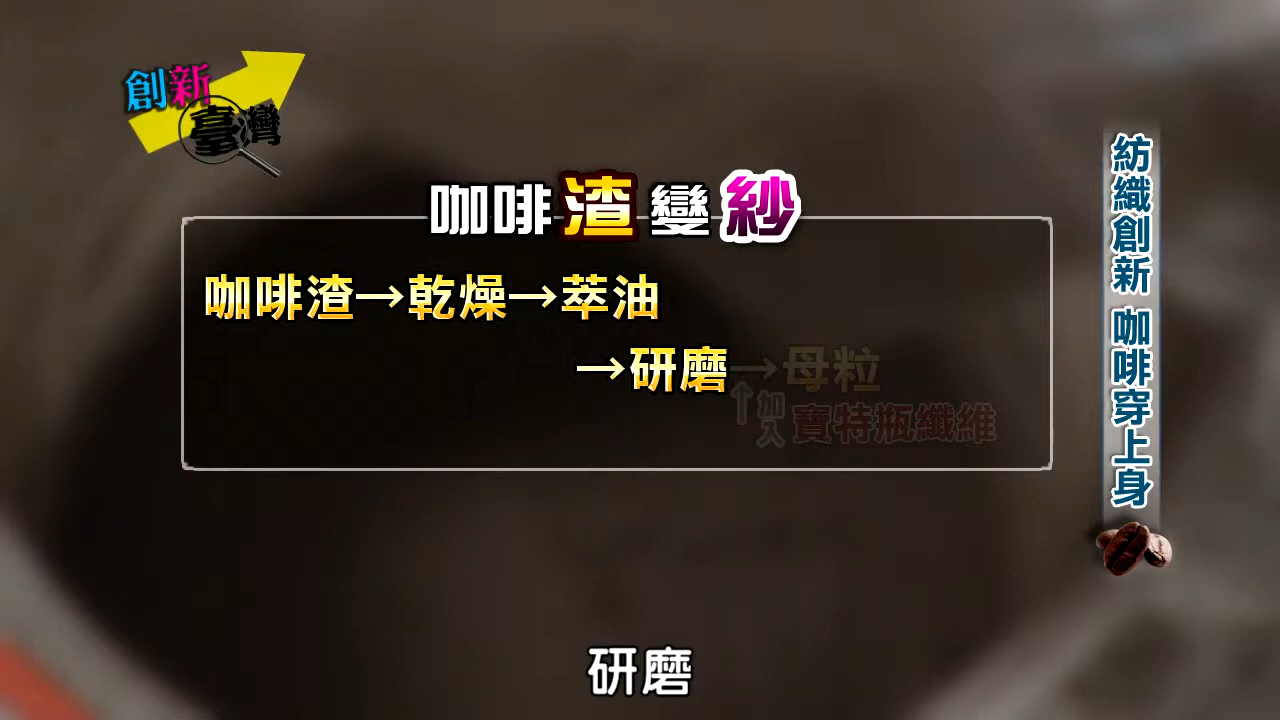 創新
臺灣
咖啡渣變紗
咖啡渣→乾燥→萃油
→研磨→母粒
↑加入 寶特瓶纖維
紡織創新 咖啡穿上身
研磨